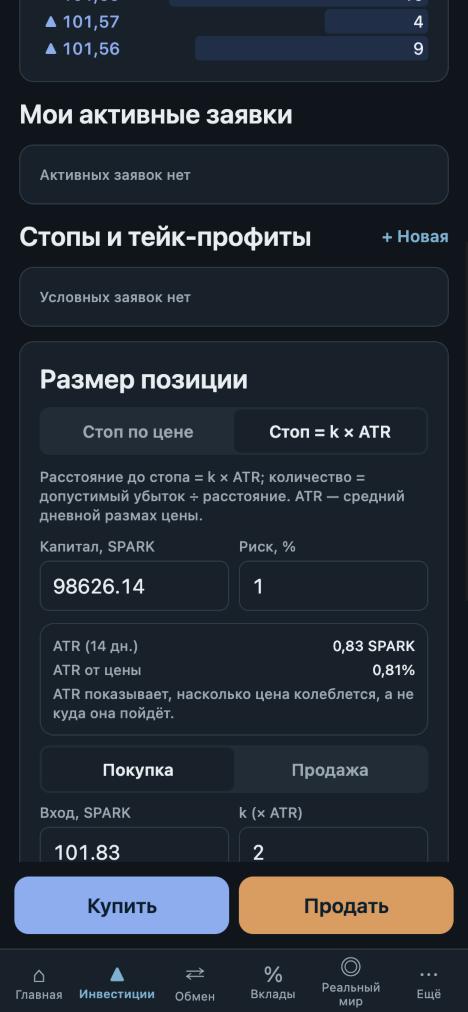 ▲ 101,57 4
▲ 101,56 9
Мои активные заявки
Активных заявок нет
Стопы и тейк-профиты + Новая
Условных заявок нет
Размер позиции
Стоп по цене Стоп = k × ATR
Расстояние до стопа = k × ATR; количество =
допустимый убыток ÷ расстояние. ATR — средний
дневной размах цены.
Капитал, SPARK Риск, %
98626.14 1
ATR (14 дн.) 0,83 SPARK
ATR от цены 0,81%
ATR показывает, насколько цена колеблется, а не
куда она пойдёт.
Покупка Продажа
Вход, SPARK k (× ATR)
101.83 2
Купить Продать
Главная Инвестиции Обмен % Вклады Реальный мир ... Ещё